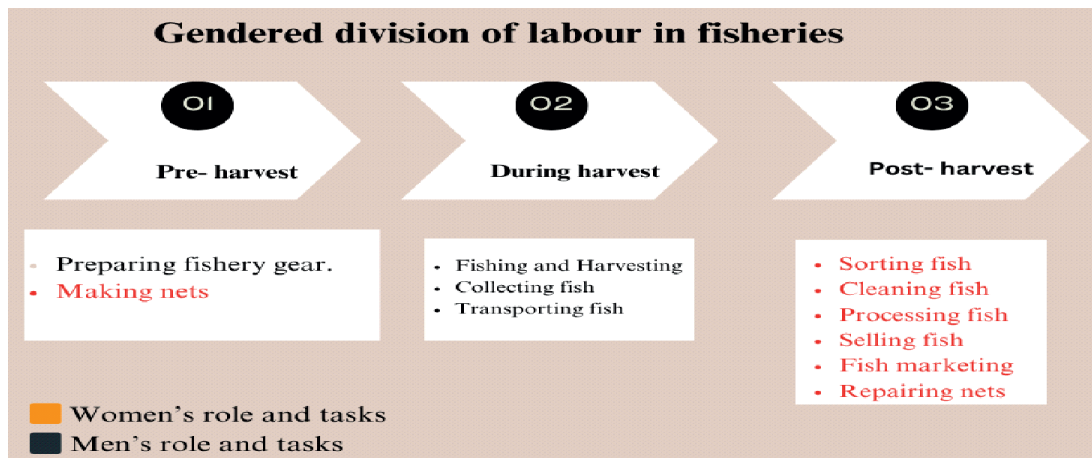 Gendered division of labour in fisheries
01
Pre- harvest
Preparing fishery gear.
Making nets
02
During harvest
Fishing and Harvesting
Collecting fish
Transporting fish
03
Post- harvest
Sorting fish
Cleaning fish
Processing fish
Selling fish
Fish marketing
Repairing nets
Women's role and tasks
Men's role and tasks